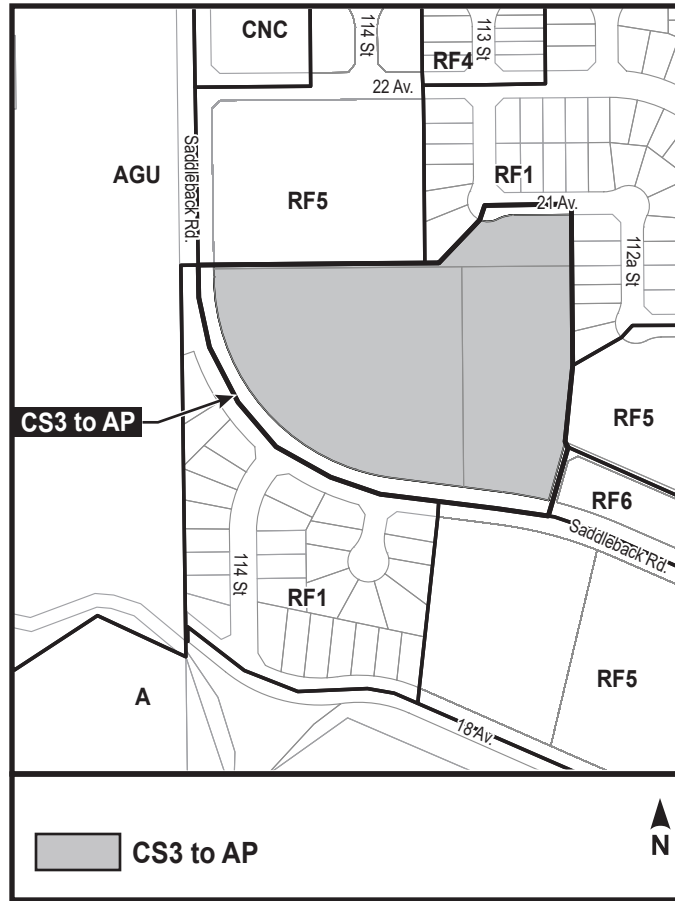 CNC
114 St
113 St
RF4
22 Av.
AGU
Saddleback Rd.
RF5
RF1
21 Av.
112a St
CS3 to AP
RF5
RF6
Saddleback Rd.
114 St
RF1
RF5
A
18 Av.
CS3 to AP
N